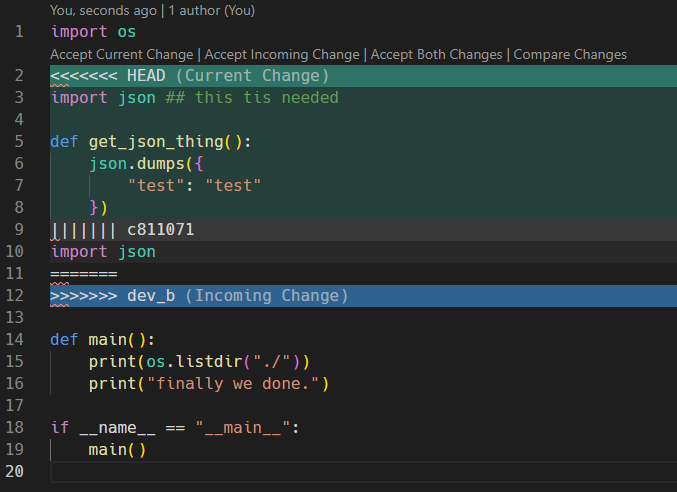 You, seconds ago | 1 author (You)
1 import os
Accept Current Change | Accept Incoming Change | Accept Both Changes | Compare Changes
2 <<<<<<< HEAD (Current Change)
3 import json ## this tis needed
4
5 def get_json_thing():
6     json.dumps({
7         "test": "test"
8     })
9 ||||||| c811071
10 import json
11 =======
12 >>>>>>> dev_b (Incoming Change)
13
14 def main():
15     print(os.listdir("./"))
16     print("finally we done.")
17
18 if __name__ == "__main__":
19     main()
20